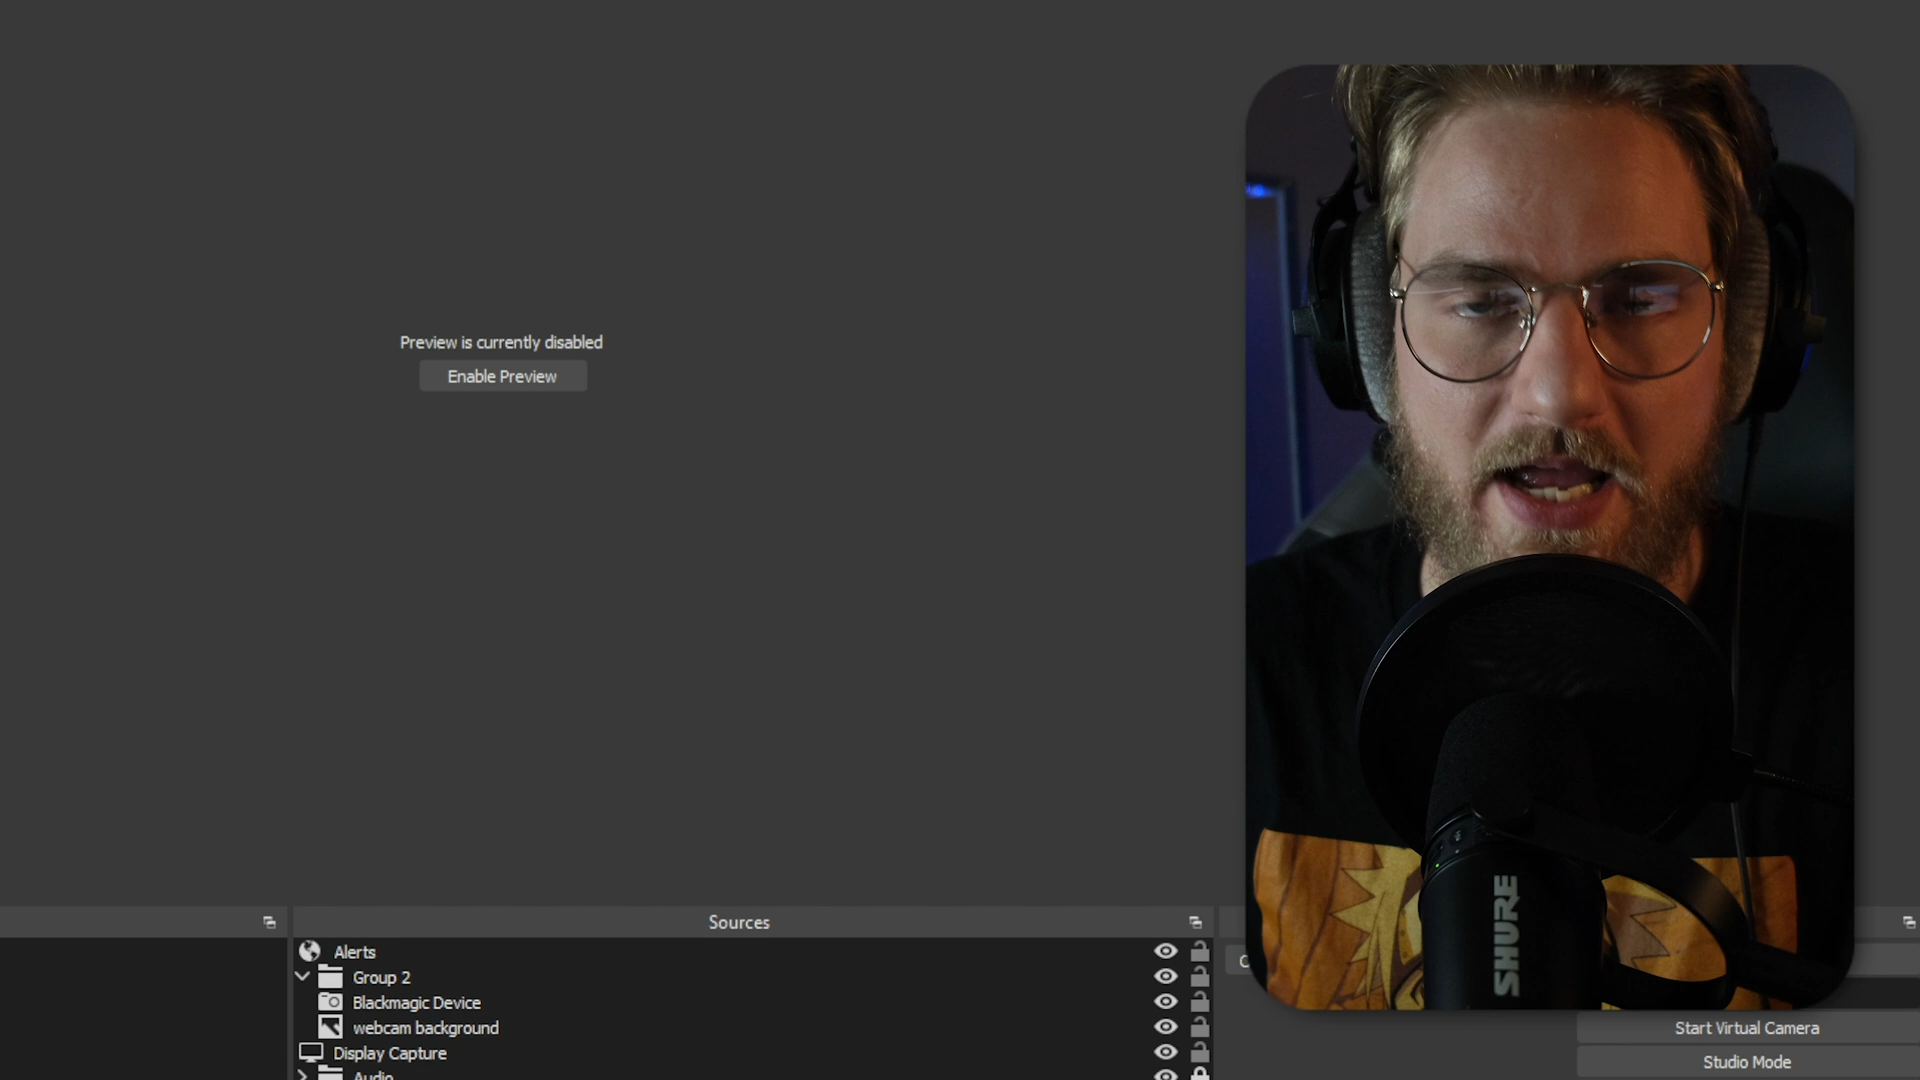 Preview is currently disabled
Enable Preview
Sources
Alerts
Group 2
Blackmagic Device
webcam background
Display Capture
Audio
SHURE
Start Virtual Camera
Studio Mode